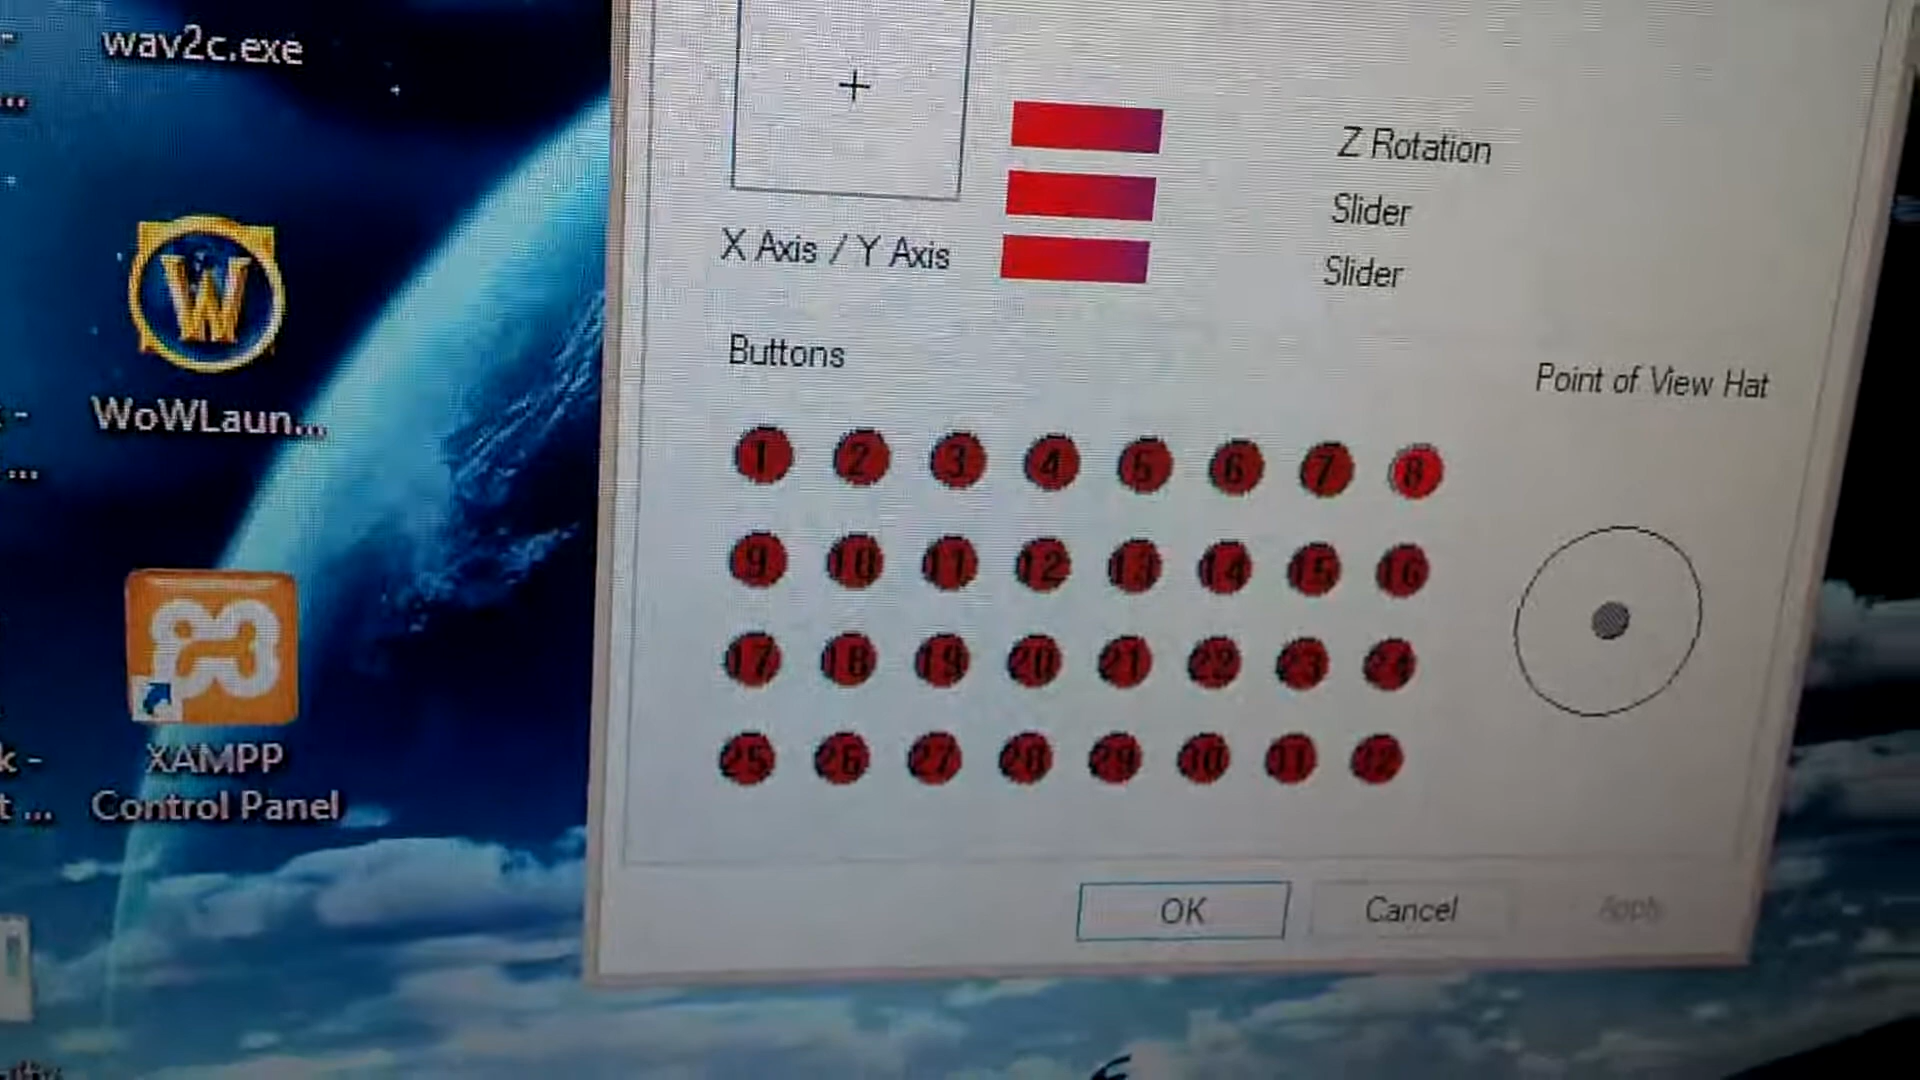 wav2c.exe
W
WoWLaun...
XAMPP
Control Panel
Z Rotation
Slider
Slider
X Axis / Y Axis
Buttons
Point of View Hat
1 2 3 4 5 6 7 8
9 10 11 12 13 14 15 16
17 18 19 20 21 22 23 24
25 26 27 28 29 30 31 32
OK Cancel Apply